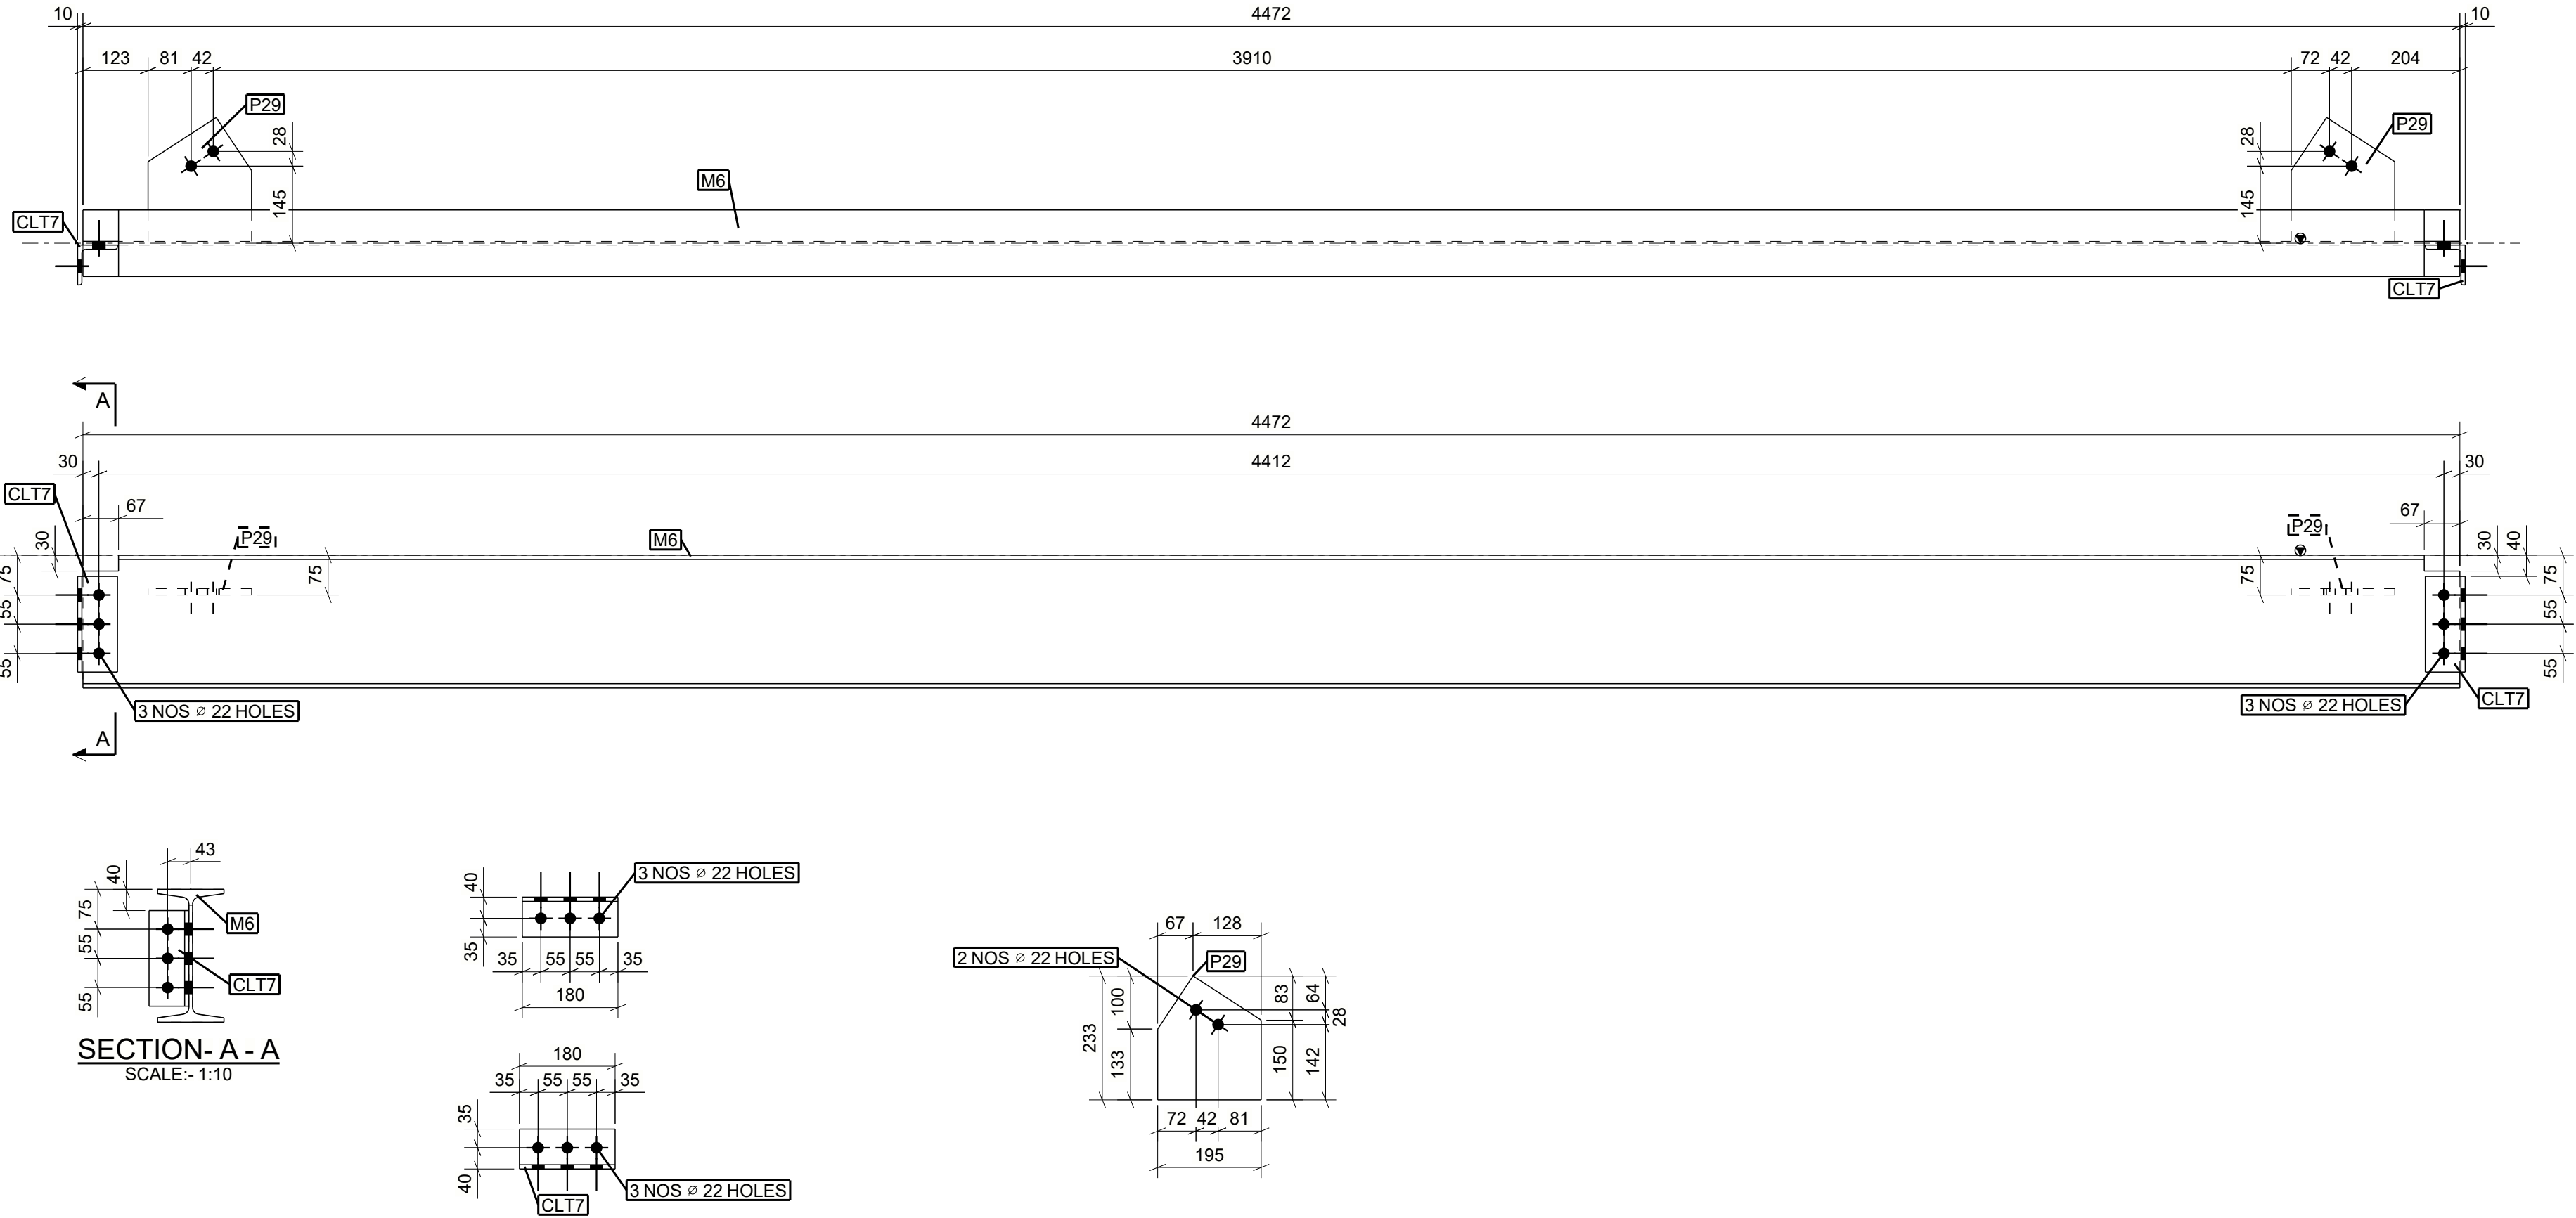 10 4472 10
123 81 42 3910 72 42 204
P29 P29
28 28
M6
145 145
CLT7
CLT7
A
4472
30 4412 30
CLT7
67 67
30 P29 M6 P29 30 40
75 75 75 75
55 55
55 55
3 NOS ⌀ 22 HOLES 3 NOS ⌀ 22 HOLES CLT7
A
43
40
75
M6
55
CLT7
55
SECTION- A - A
SCALE:- 1:10
3 NOS ⌀ 22 HOLES
40
35
35 55 55 35
180
180
35 55 55 35
35
40
CLT7
3 NOS ⌀ 22 HOLES
67 128
2 NOS ⌀ 22 HOLES P29
100 83 64
28
233
133 150 142
72 42 81
195